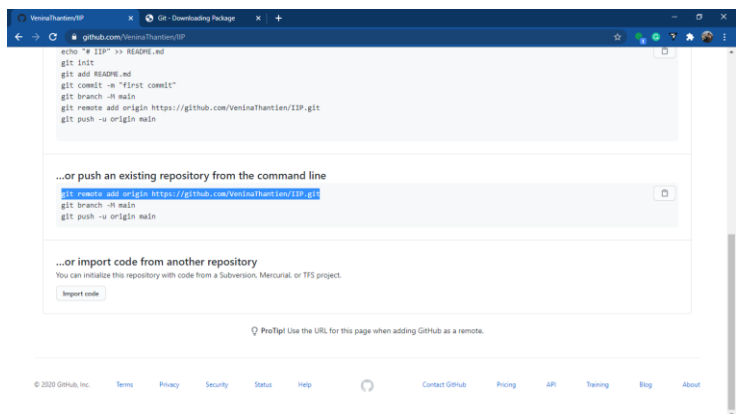 VeninaThantien/IIP
Git - Downloading Package
github.com/VeninaThantien/IIP
echo "# IIP" >> README.md
git init
git add README.md
git commit -m "first commit"
git branch -M main
git remote add origin https://github.com/VeninaThantien/IIP.git
git push -u origin main
...or push an existing repository from the command line
git remote add origin https://github.com/VeninaThantien/IIP.git
git branch -M main
git push -u origin main
...or import code from another repository
You can initialize this repository with code from a Subversion, Mercurial, or TFS project.
Import code
ProTip! Use the URL for this page when adding GitHub as a remote.
© 2020 GitHub, Inc. Terms Privacy Security Status Help Contact GitHub Pricing API Training Blog About